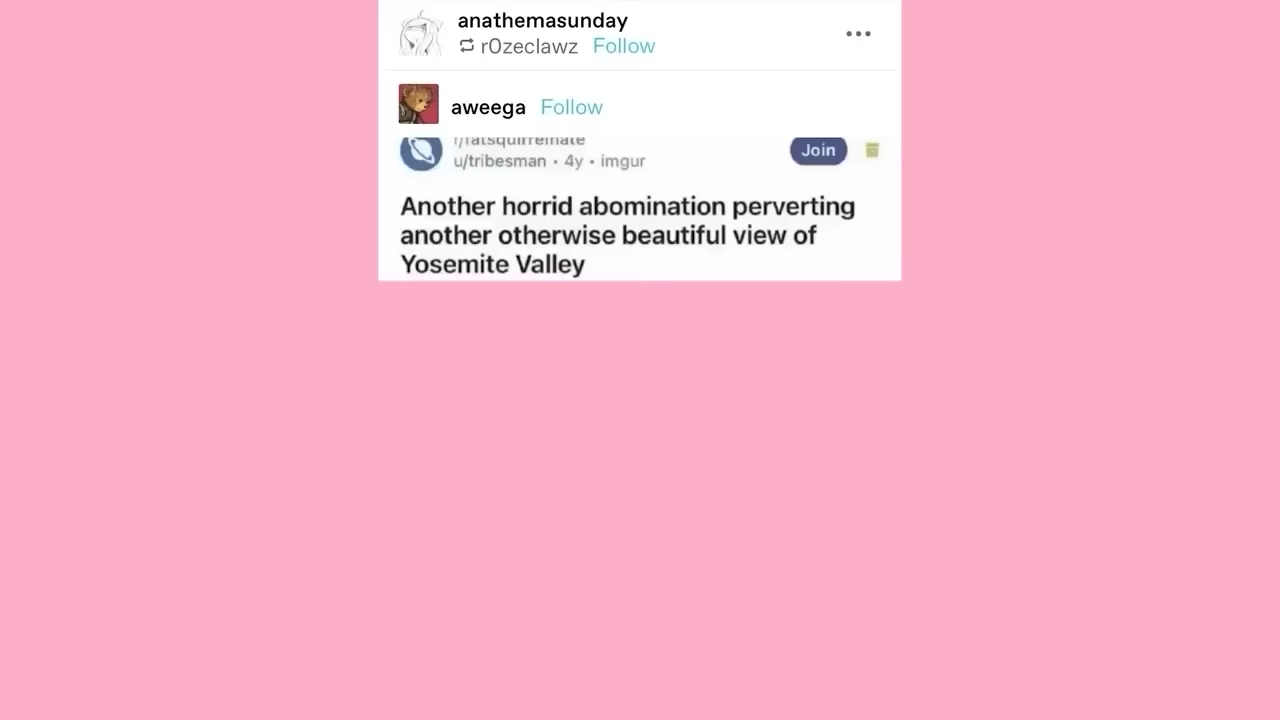 anathemasunday
r0zeclawz Follow
aweega Follow
r/fatsquirrelhate
u/tribesman • 4y • imgur
Join
Another horrid abomination perverting
another otherwise beautiful view of
Yosemite Valley